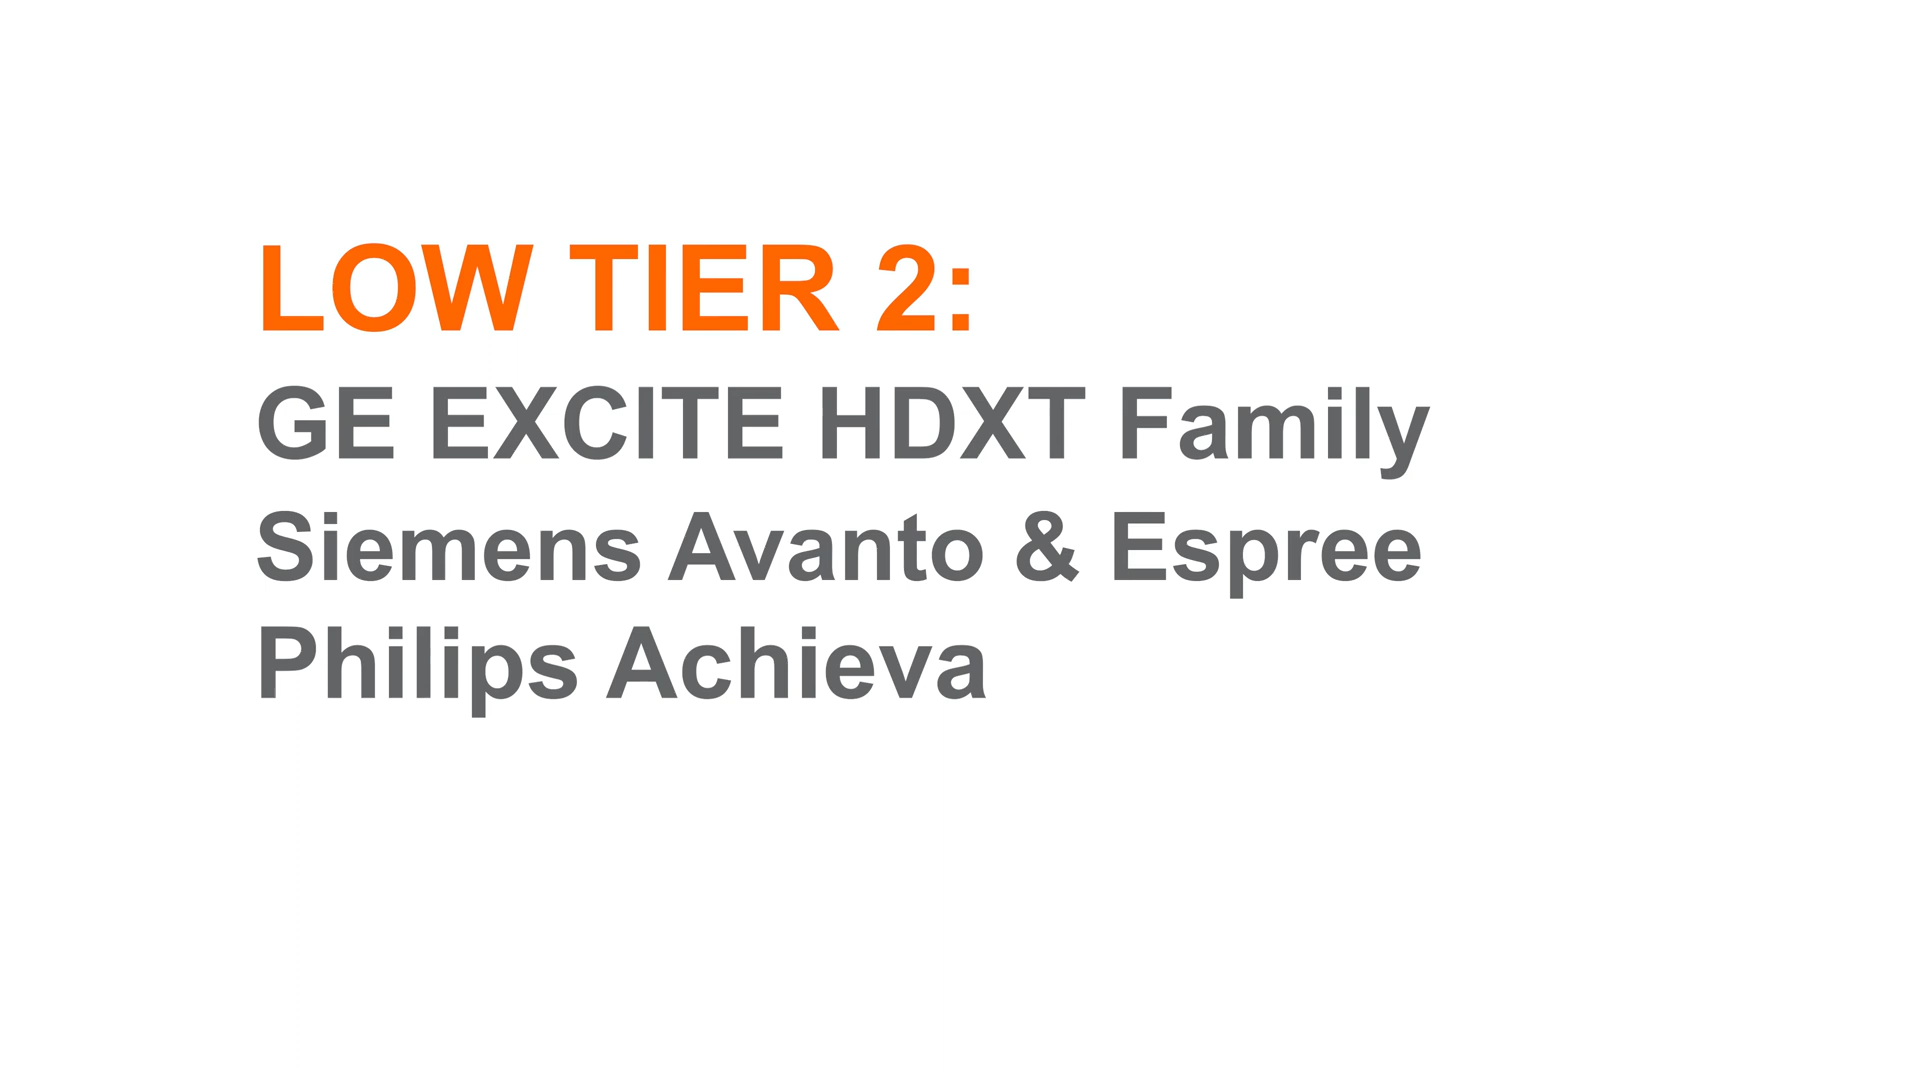 LOW TIER 2:
GE EXCITE HDXT Family
Siemens Avanto & Espree
Philips Achieva